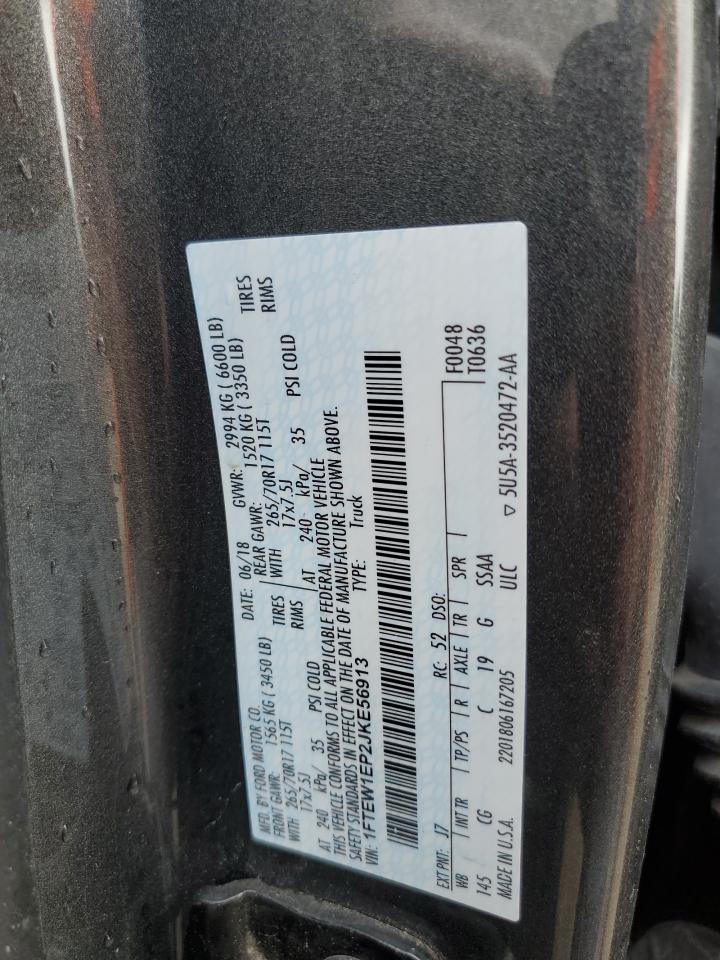 MFD. BY FORD MOTOR CO.
DATE: 06/18 GVWR: 2994 KG ( 6600 LB)
FRONT GAWR: 1565 KG ( 3450 LB) REAR GAWR: 1520 KG ( 3350 LB)
WITH 265/70R17 115T TIRES WITH 265/70R17 115T TIRES
17x7.5J RIMS 17x7.5J RIMS
AT 240 kPa/ 35 PSI COLD AT 240 kPa/ 35 PSI COLD
THIS VEHICLE CONFORMS TO ALL APPLICABLE FEDERAL MOTOR VEHICLE
SAFETY STANDARDS IN EFFECT ON THE DATE OF MANUFACTURE SHOWN ABOVE.
VIN: 1FTEW1EP2JKE56913 TYPE: Truck
EXT PNT: J7 RC: 52 DSO: F0048
WB INT TR TP/PS R AXLE TR SPR T0636
145 CG C 19 G SSAA
MADE IN U.S.A. 2201806167205 ULC ▽ 5U5A-3520472-AA